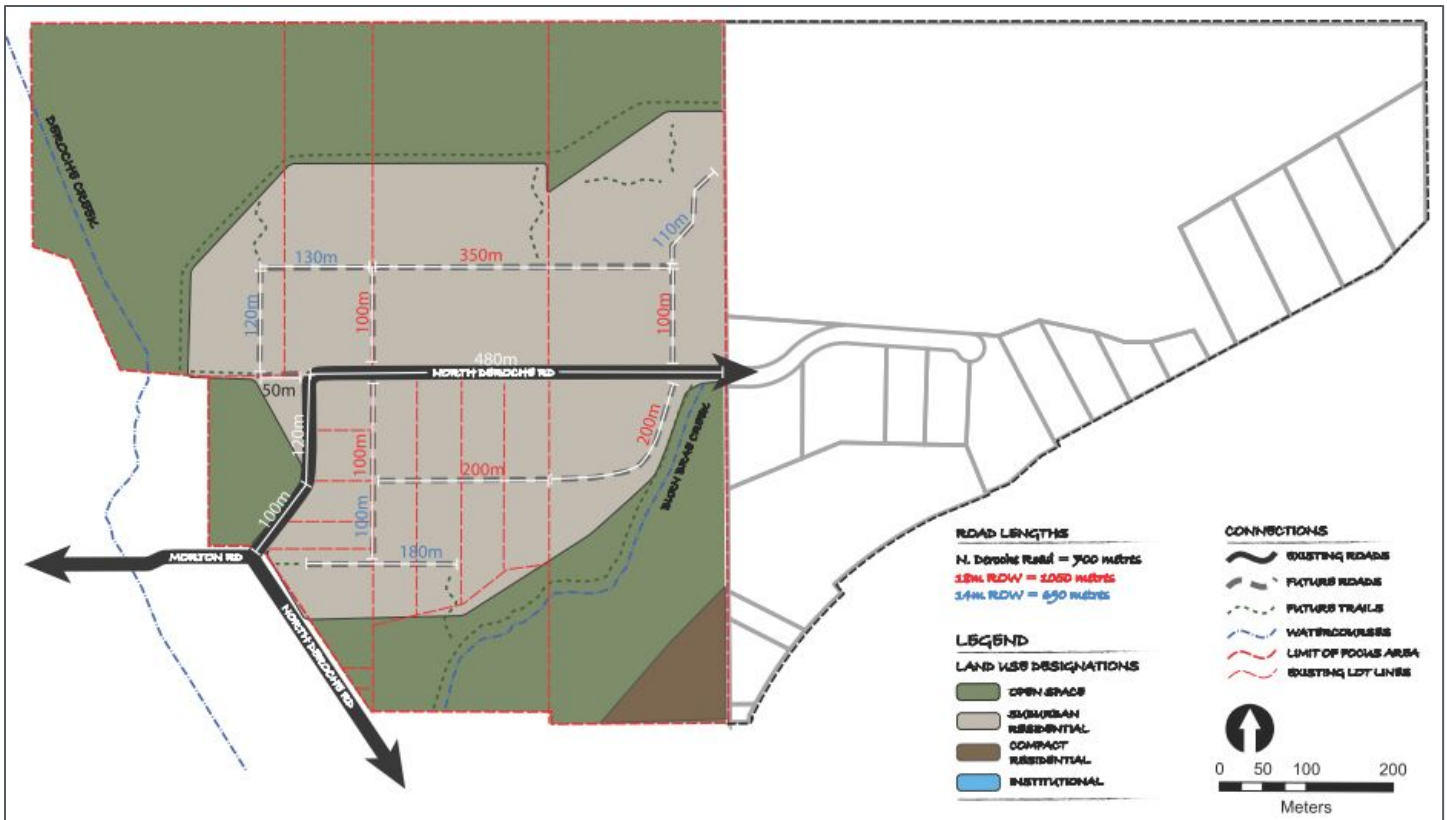 DEROCHE CREEK
130m
350m
110m
120m
100m
100m
480m
NORTH DEROCHE RD
50m
120m
100m
200m
200m
100m
100m
180m
CREEK
MORTON RD
NORTH DEROCHE RD
ROAD LENGTHS
N. Deroche Road = 700 metres
18m ROW = 1050 metres
14m ROW = metres
LEGEND
LAND USE DESIGNATIONS
OPEN SPACE
SUBURBAN
RESIDENTIAL
COMPACT
RESIDENTIAL
INSTITUTIONAL
CONNECTIONS
EXISTING ROADS
FUTURE ROADS
FUTURE TRAILS
WATERCOURSES
LIMIT OF FOCUS AREA
EXISTING LOT LINES
0 50 100 200
Meters